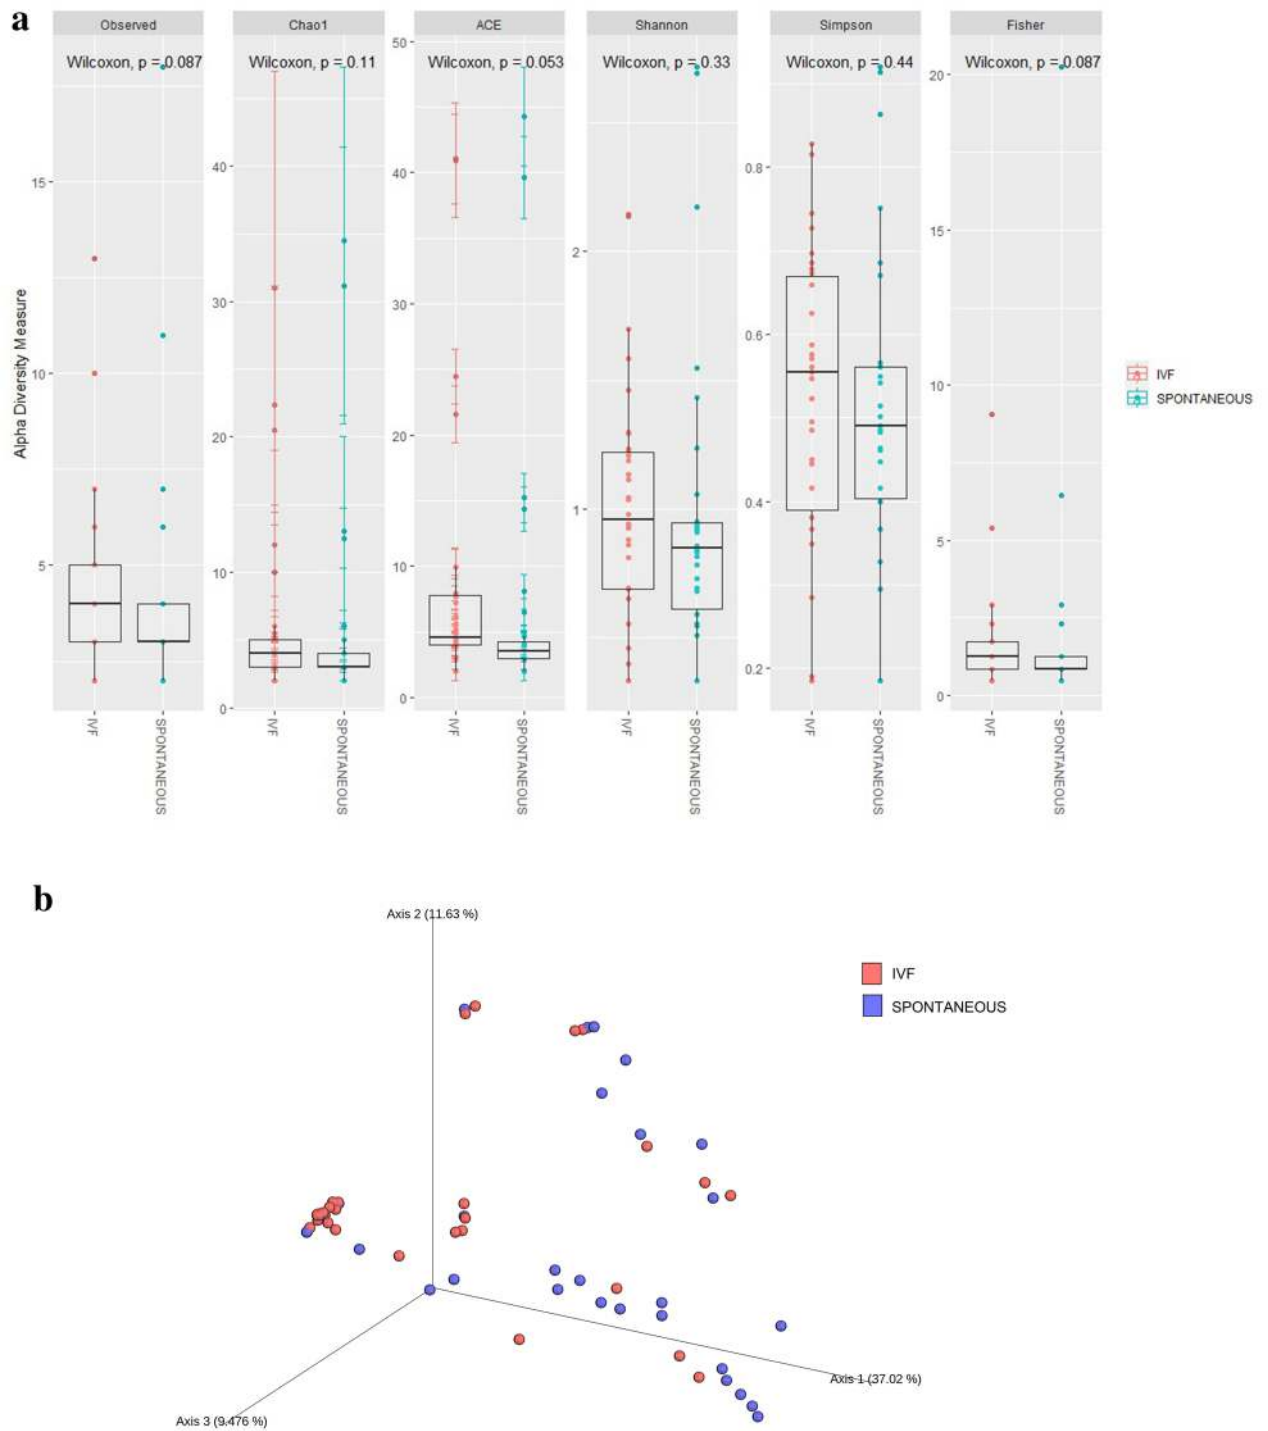 a
Observed
Chao1
ACE
Shannon
Simpson
Fisher
Wilcoxon, p = 0.087
Wilcoxon, p = 0.11
Wilcoxon, p = 0.053
Wilcoxon, p = 0.33
Wilcoxon, p = 0.44
Wilcoxon, p = 0.087
Alpha Diversity Measure
15
10
5
40
30
20
10
0
50
40
30
20
10
0
2
1
0.8
0.6
0.4
0.2
20
15
10
5
0
IVF
SPONTANEOUS
IVF
SPONTANEOUS
IVF
SPONTANEOUS
IVF
SPONTANEOUS
IVF
SPONTANEOUS
IVF
SPONTANEOUS
IVF
SPONTANEOUS
b
Axis 2 (11.63 %)
IVF
SPONTANEOUS
Axis 1 (37.02 %)
Axis 3 (9.476 %)